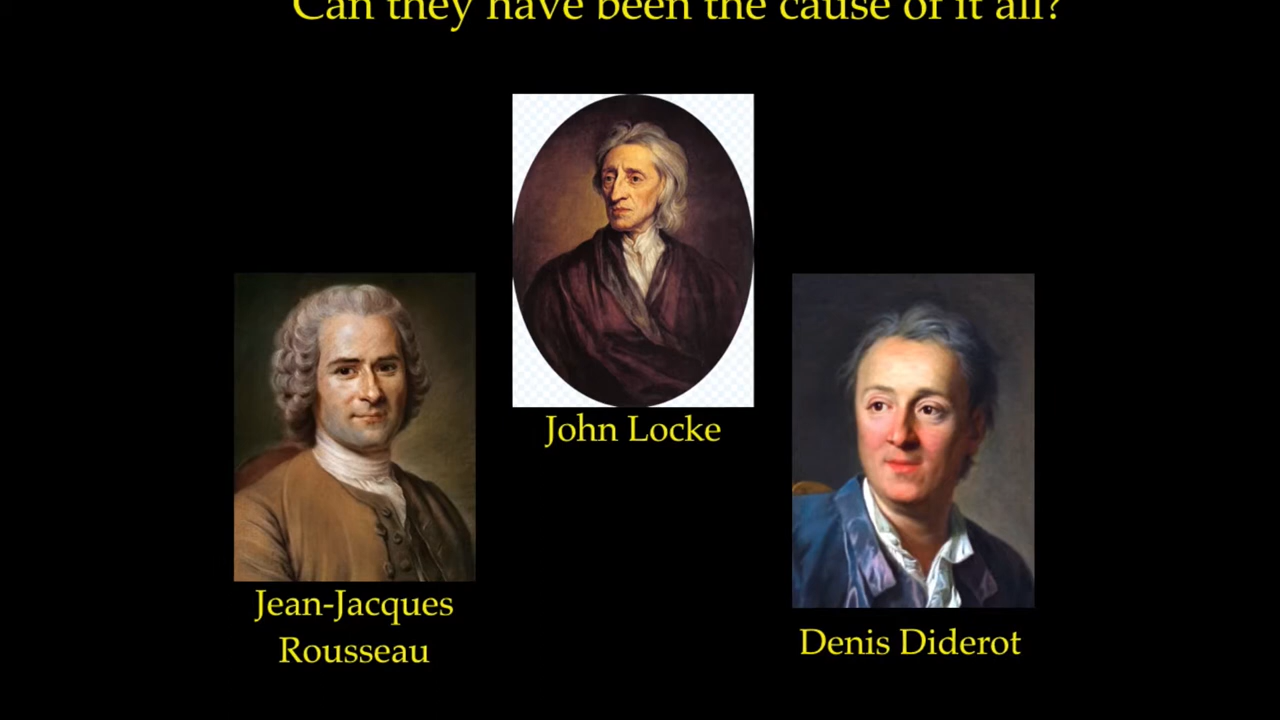 Can they have been the cause of it all?
John Locke
Jean-Jacques
Rousseau
Denis Diderot